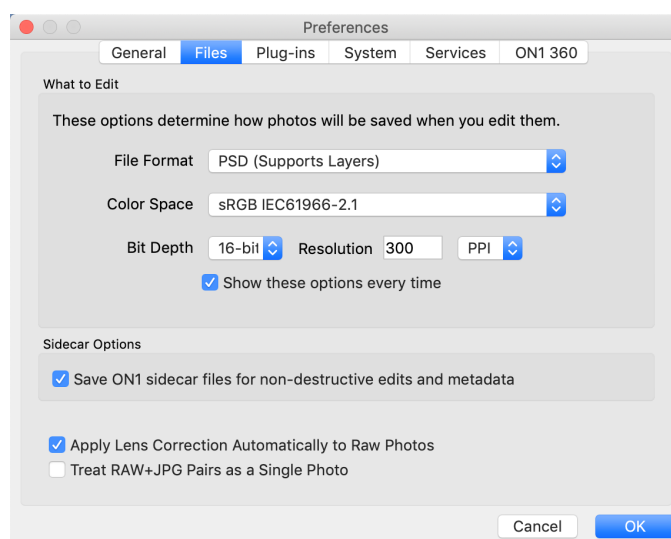 Preferences
General Files Plug-ins System Services ON1 360
What to Edit
These options determine how photos will be saved when you edit them.
File Format PSD (Supports Layers)
Color Space sRGB IEC61966-2.1
Bit Depth 16-bit Resolution 300 PPI
Show these options every time
Sidecar Options
Save ON1 sidecar files for non-destructive edits and metadata
Apply Lens Correction Automatically to Raw Photos
Treat RAW+JPG Pairs as a Single Photo
Cancel OK